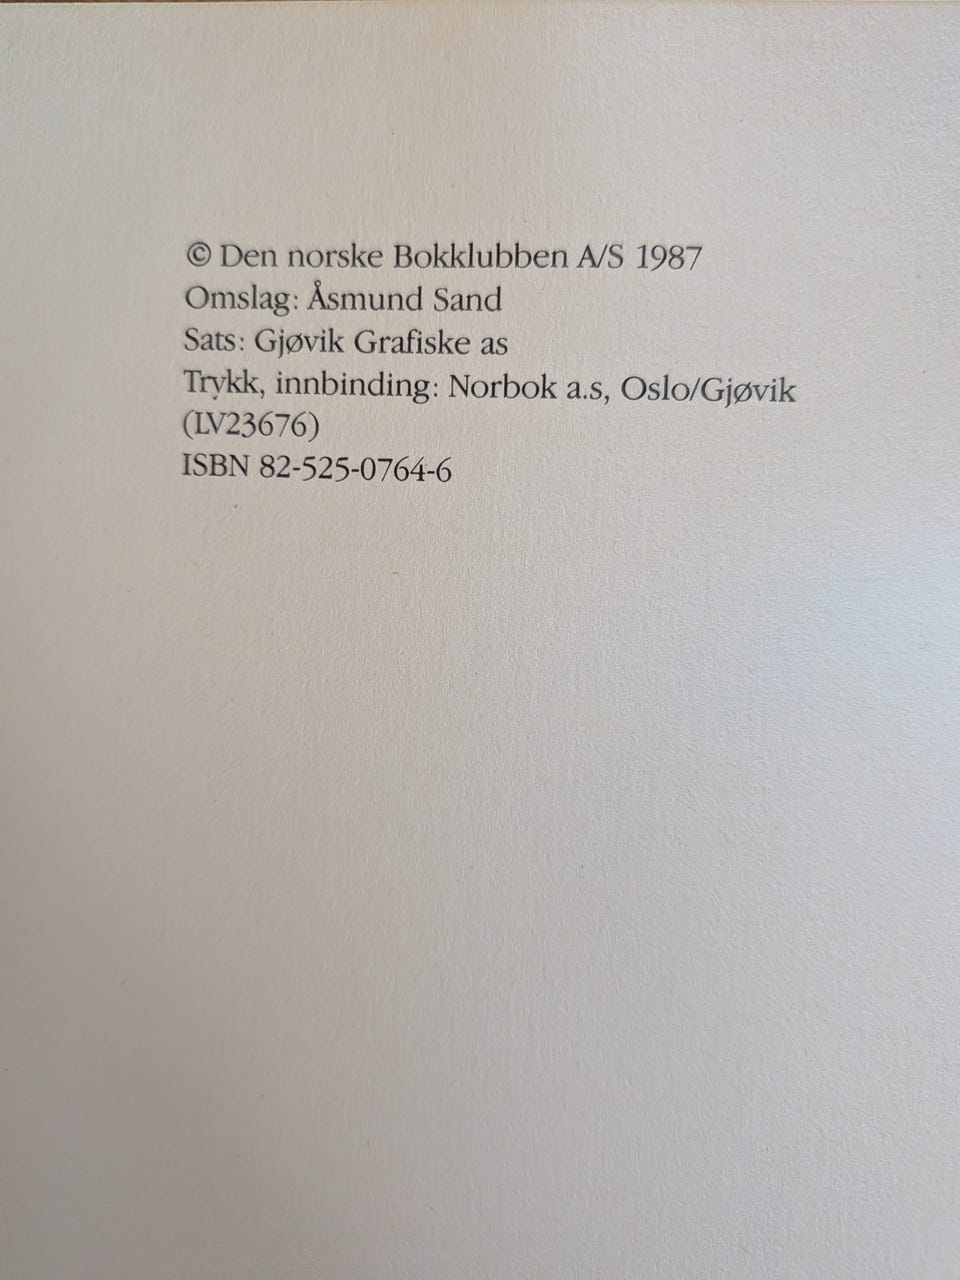 © Den norske Bokklubben A/S 1987
Omslag: Åsmund Sand
Sats: Gjøvik Grafiske as
Trykk, innbinding: Norbok a.s, Oslo/Gjøvik
(LV23676)
ISBN 82-525-0764-6